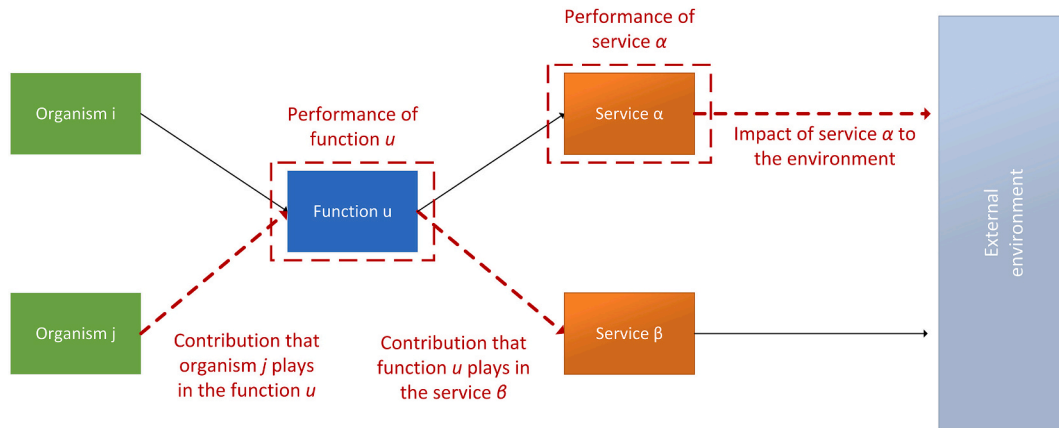 Performance of
service α
Organism i
Service α
Performance of
function u
Impact of service α to
the environment
Function u
External
environment
Organism j
Service β
Contribution that
organism j plays
in the function u
Contribution that
function u plays in
the service β